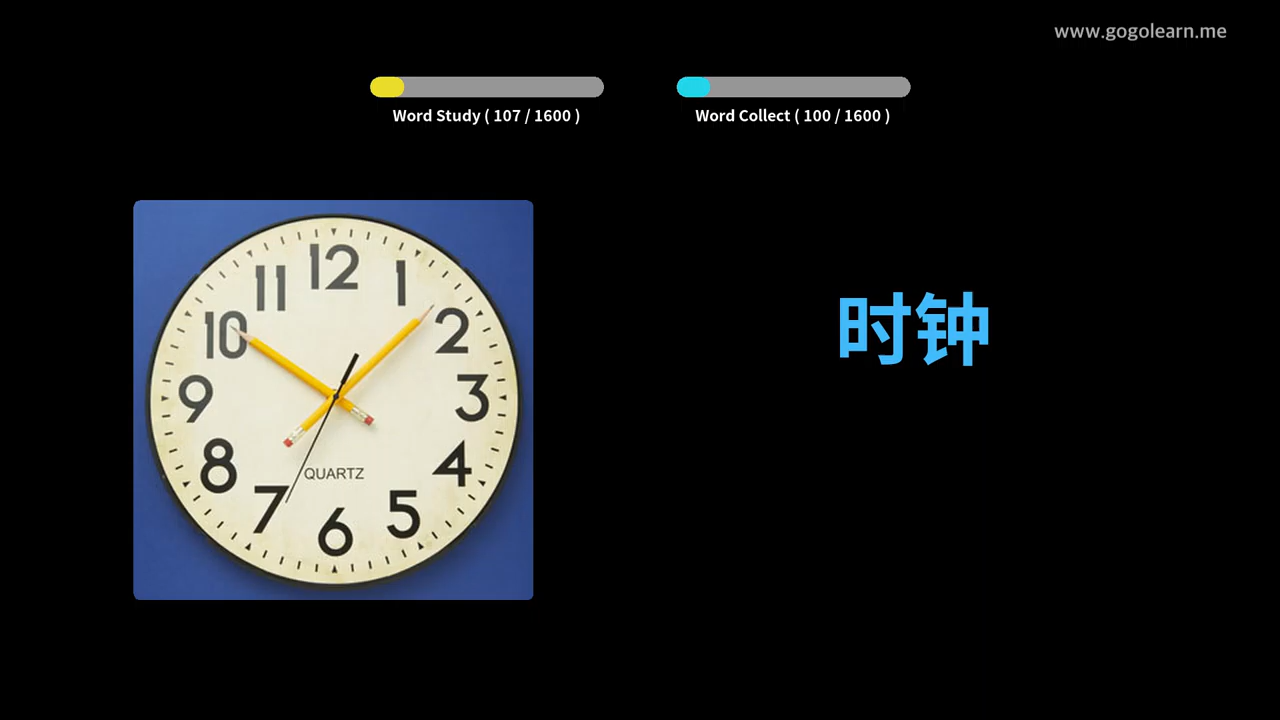 www.gogolearn.me
Word Study ( 107 / 1600 )
Word Collect ( 100 / 1600 )
12
11
1
10
2
9
3
8
4
QUARTZ
7
5
6
时钟